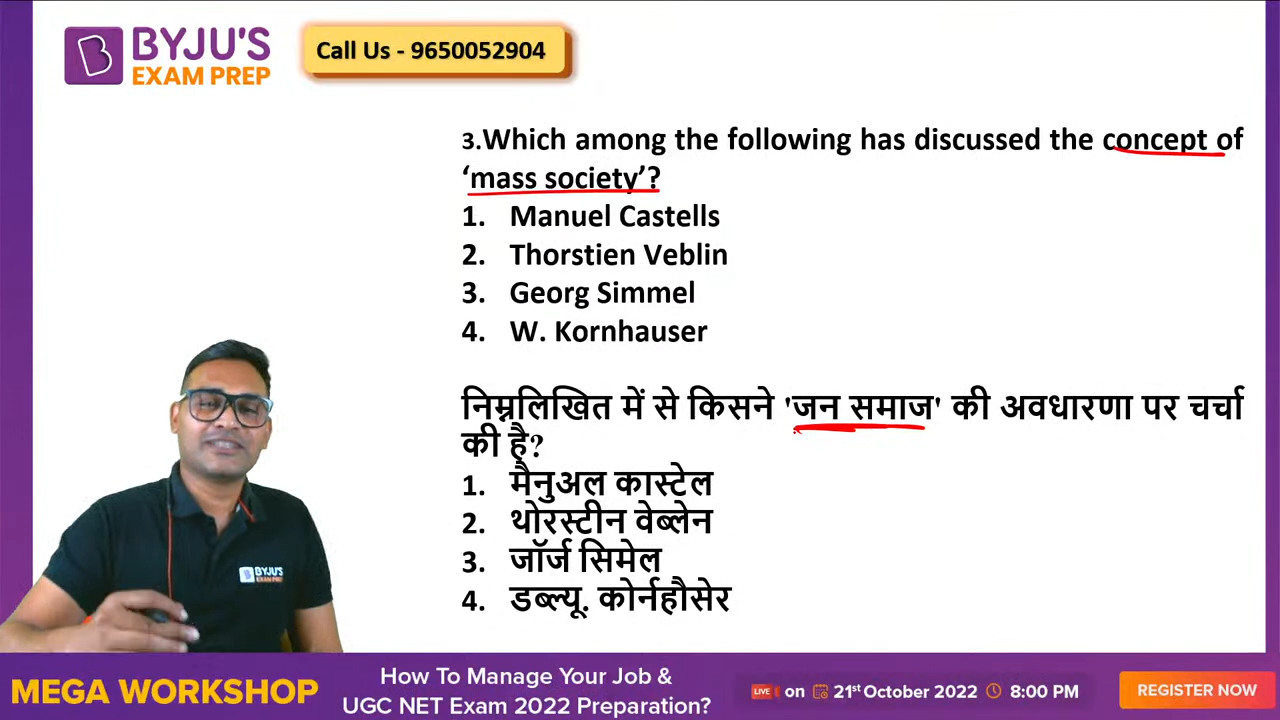 BYJU'S
EXAM PREP
Call Us - 9650052904
3.Which among the following has discussed the concept of
‘mass society’?
1. Manuel Castells
2. Thorstien Veblin
3. Georg Simmel
4. W. Kornhauser
निम्नलिखित में से किसने 'जन समाज' की अवधारणा पर चर्चा
की है?
1. मैनुअल कास्टेल
2. थोरस्टीन वेब्लेन
3. जॉर्ज सिमेल
4. डब्ल्यू. कोर्नहौसेर
BYJU'S
EXAM PREP
MEGA WORKSHOP
How To Manage Your Job &
UGC NET Exam 2022 Preparation?
LIVE on 21st October 2022 8:00 PM
REGISTER NOW